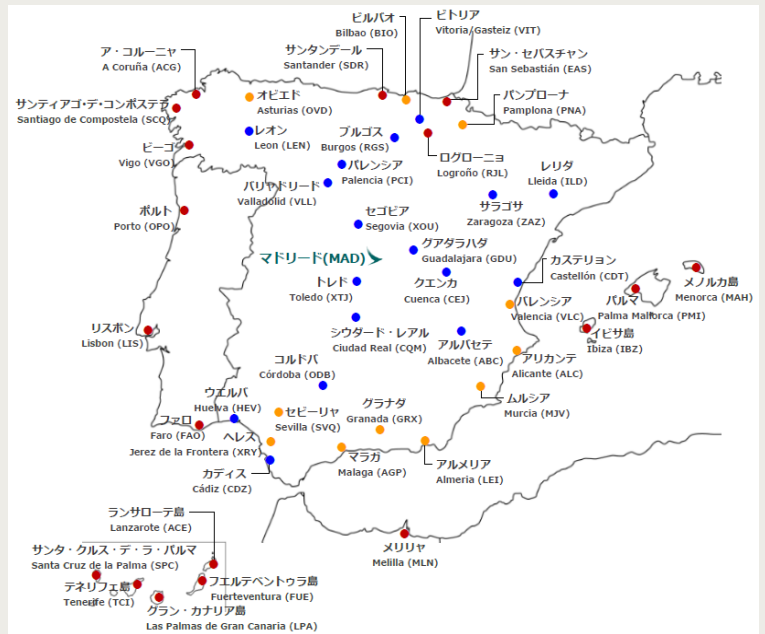 ビルバオ
Bilbao (BIO)
ビトリア
Vitoria/Gasteiz (VIT)
ア・コルーニャ
A Coruña (ACG)
サンタンデール
Santander (SDR)
サン・セバスチャン
San Sebastián (EAS)
サンティアゴ・デ・コンポステラ
Santiago de Compostela (SCQ)
オビエド
Asturias (OVD)
パンプローナ
Pamplona (PNA)
レオン
Leon (LEN)
ブルゴス
Burgos (RGS)
ログローニョ
Logroño (RJL)
ビーゴ
Vigo (VGO)
パレンシア
Palencia (PCI)
レリダ
Lleida (ILD)
バリャドリード
Valladolid (VLL)
サラゴサ
Zaragoza (ZAZ)
ポルト
Porto (OPO)
セゴビア
Segovia (XOU)
マドリード(MAD)
グアダラハダ
Guadalajara (GDU)
カステリョン
Castellón (CDT)
トレド
Toledo (XTJ)
クエンカ
Cuenca (CEJ)
バレンシア
Valencia (VLC)
パルマ
Palma Mallorca (PMI)
メノルカ島
Menorca (MAH)
リスボン
Lisbon (LIS)
シウダード・レアル
Ciudad Real (CQM)
アルバセテ
Albacete (ABC)
イビサ島
Ibiza (IBZ)
アリカンテ
Alicante (ALC)
コルドバ
Córdoba (ODB)
ムルシア
Murcia (MJV)
ウエルバ
Huelva (HEV)
セビーリャ
Sevilla (SVQ)
グラナダ
Granada (GRX)
ファロ
Faro (FAO)
ヘレス
Jerez de la Frontera (XRY)
マラガ
Malaga (AGP)
アルメリア
Almeria (LEI)
カディス
Cádiz (CDZ)
ランサローテ島
Lanzarote (ACE)
メリリャ
Melilla (MLN)
サンタ・クルス・デ・ラ・パルマ
Santa Cruz de la Palma (SPC)
テネリフェ島
Tenerife (TCI)
フエルテベントゥラ島
Fuerteventura (FUE)
グラン・カナリア島
Las Palmas de Gran Canaria (LPA)